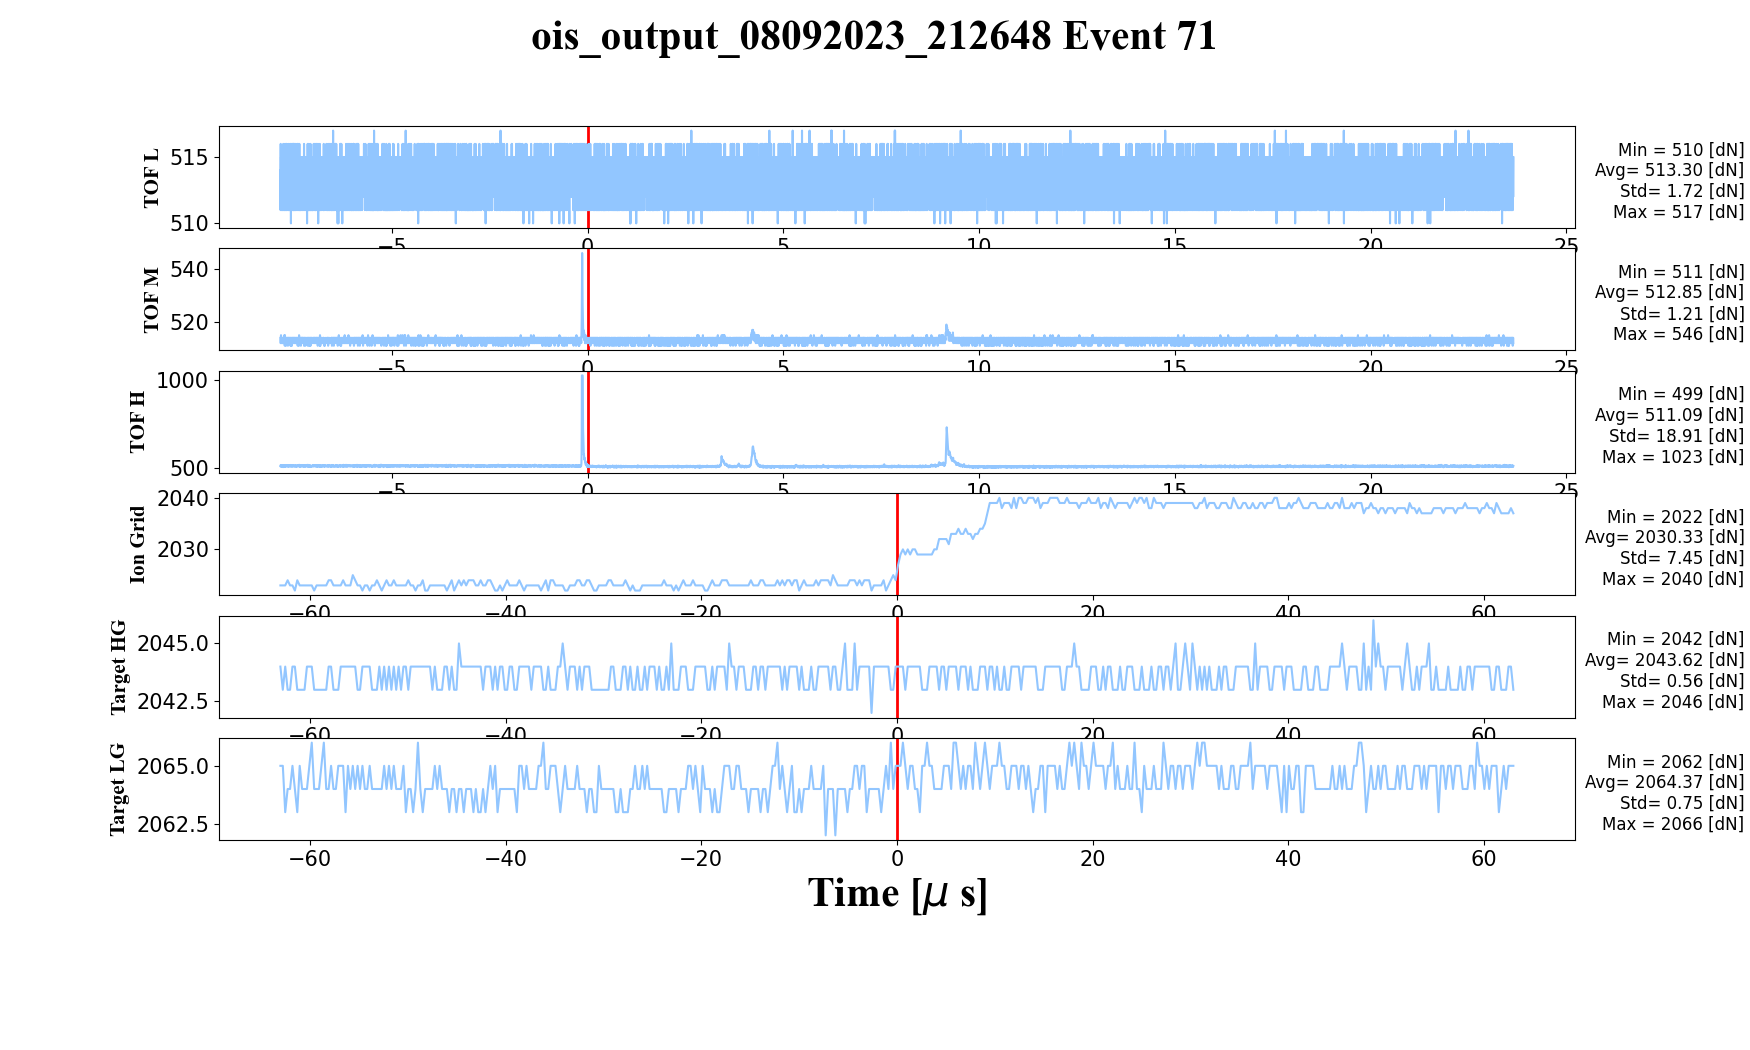 ois_output_08092023_212648 Event 71
TOF L
515
510
−5 0 5 10 15 20 25
Min = 510 [dN]
Avg= 513.30 [dN]
Std= 1.72 [dN]
Max = 517 [dN]
TOF M
540
520
−5 0 5 10 15 20 25
Min = 511 [dN]
Avg= 512.85 [dN]
Std= 1.21 [dN]
Max = 546 [dN]
TOF H
1000
500
−5 0 5 10 15 20 25
Min = 499 [dN]
Avg= 511.09 [dN]
Std= 18.91 [dN]
Max = 1023 [dN]
Ion Grid
2040
2030
−60 −40 −20 0 20 40 60
Min = 2022 [dN]
Avg= 2030.33 [dN]
Std= 7.45 [dN]
Max = 2040 [dN]
Target HG
2045.0
2042.5
−60 −40 −20 0 20 40 60
Min = 2042 [dN]
Avg= 2043.62 [dN]
Std= 0.56 [dN]
Max = 2046 [dN]
Target LG
2065.0
2062.5
−60 −40 −20 0 20 40 60
Min = 2062 [dN]
Avg= 2064.37 [dN]
Std= 0.75 [dN]
Max = 2066 [dN]
Time [μ s]